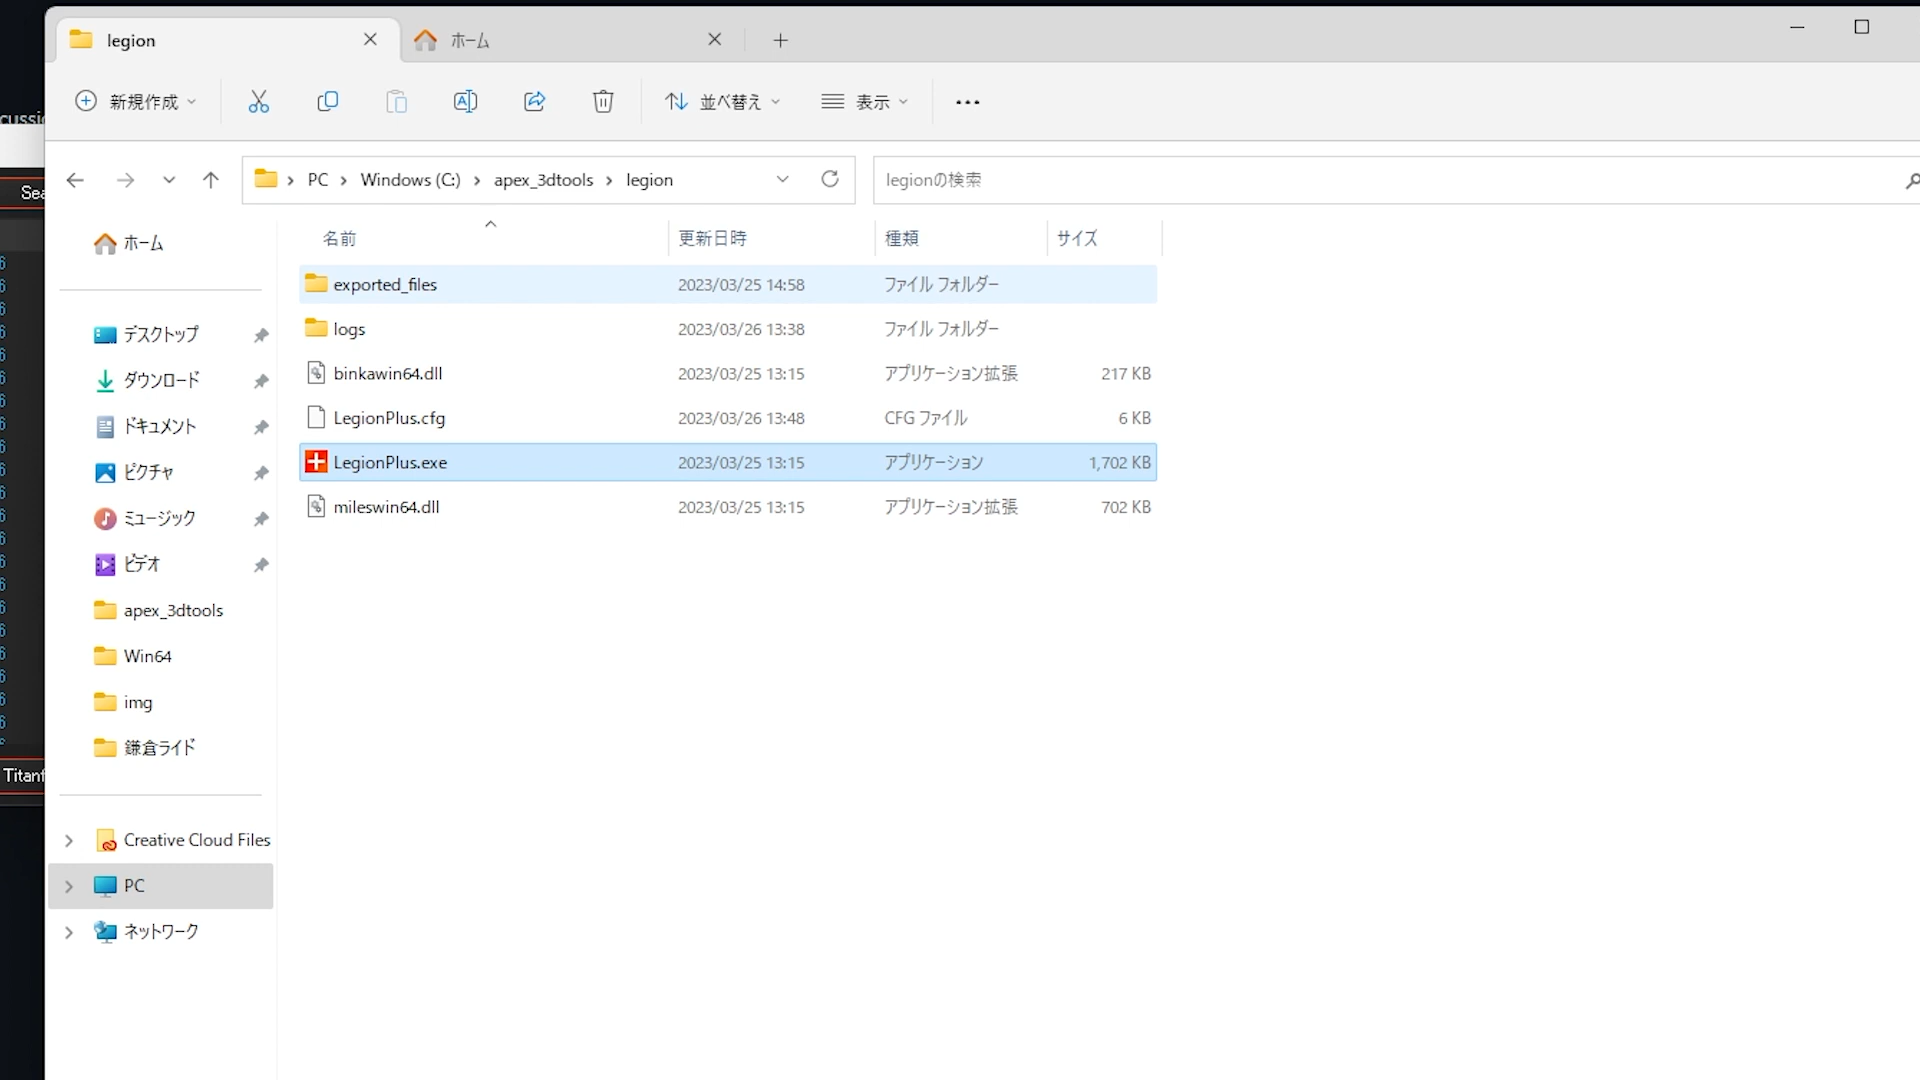 legion
ホーム
新規作成
並べ替え
表示
cussio
PC
Windows (C:)
apex_3dtools
legion
legionの検索
Sea
ホーム
デスクトップ
ダウンロード
ドキュメント
ピクチャ
ミュージック
ビデオ
apex_3dtools
Win64
img
鎌倉ライド
Creative Cloud Files
PC
ネットワーク
Titanf
名前 更新日時 種類 サイズ
exported_files 2023/03/25 14:58 ファイル フォルダー
logs 2023/03/26 13:38 ファイル フォルダー
binkawin64.dll 2023/03/25 13:15 アプリケーション拡張 217 KB
LegionPlus.cfg 2023/03/26 13:48 CFG ファイル 6 KB
LegionPlus.exe 2023/03/25 13:15 アプリケーション 1,702 KB
mileswin64.dll 2023/03/25 13:15 アプリケーション拡張 702 KB